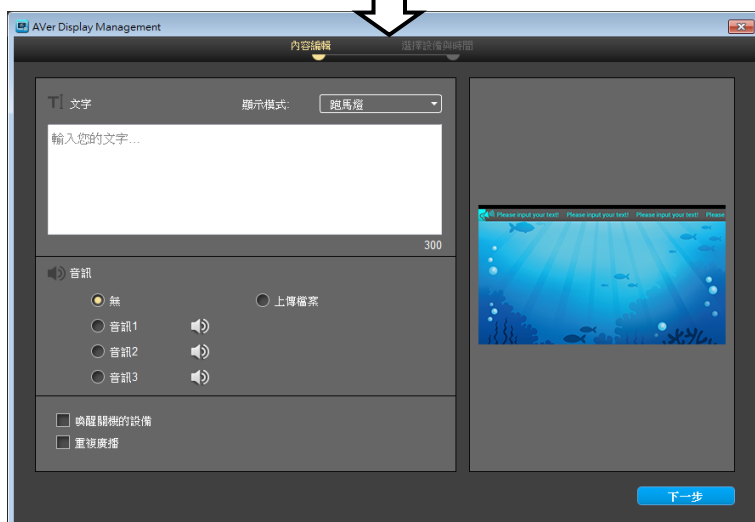 AVer Display Management
內容編輯 選擇設備與時間
文字 顯示模式: 跑馬燈
輸入您的文字...
300
音訊
無 上傳檔案
音訊1
音訊2
音訊3
喚醒關機的設備
重複廣播
Please input your text! Please input your text! Please input your text! Please
下一步